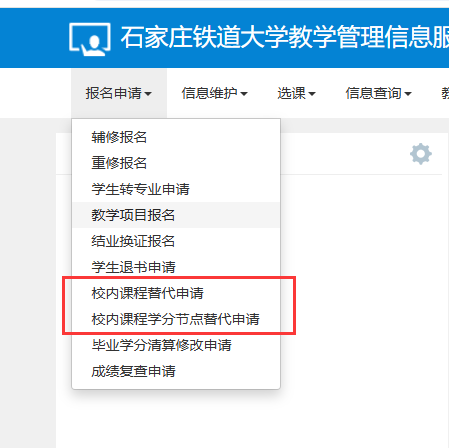 石家庄铁道大学教学管理信息服
报名申请 信息维护 选课 信息查询
辅修报名
重修报名
学生转专业申请
教学项目报名
结业换证报名
学生退书申请
校内课程替代申请
校内课程学分节点替代申请
毕业学分清算修改申请
成绩复查申请